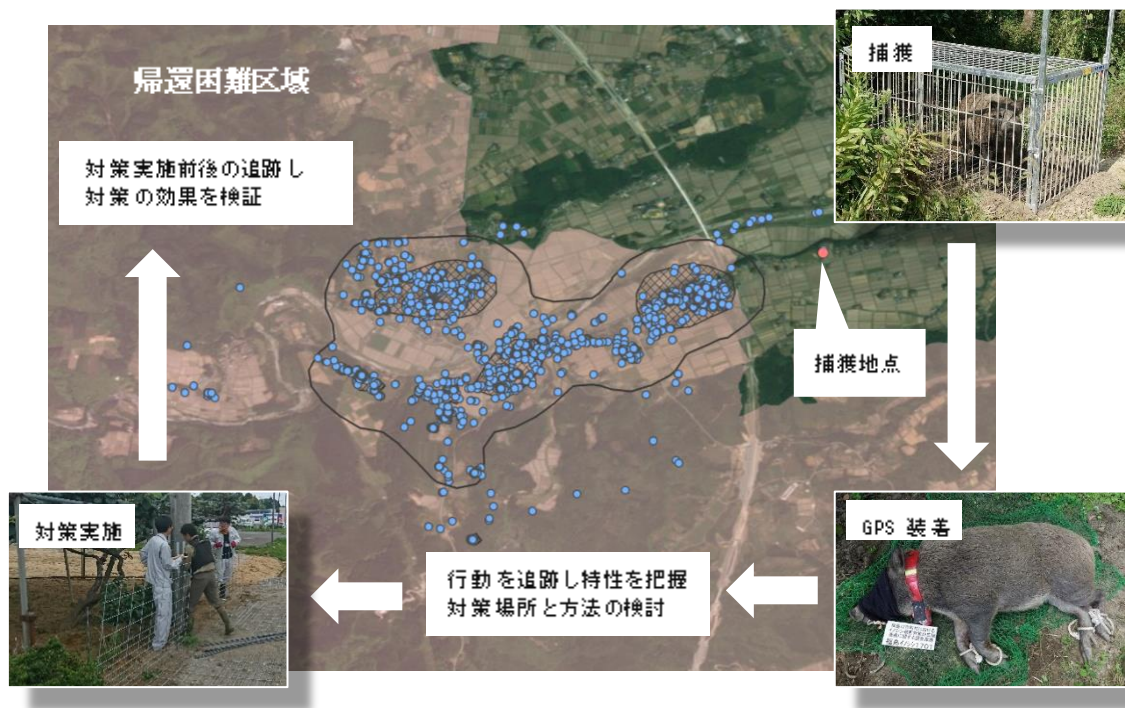 帰還困難区域
捕獲
対策実施前後の追跡し
対策の効果を検証
捕獲地点
対策実施
GPS 装着
行動を追跡し特性を把握
対策場所と方法の検討